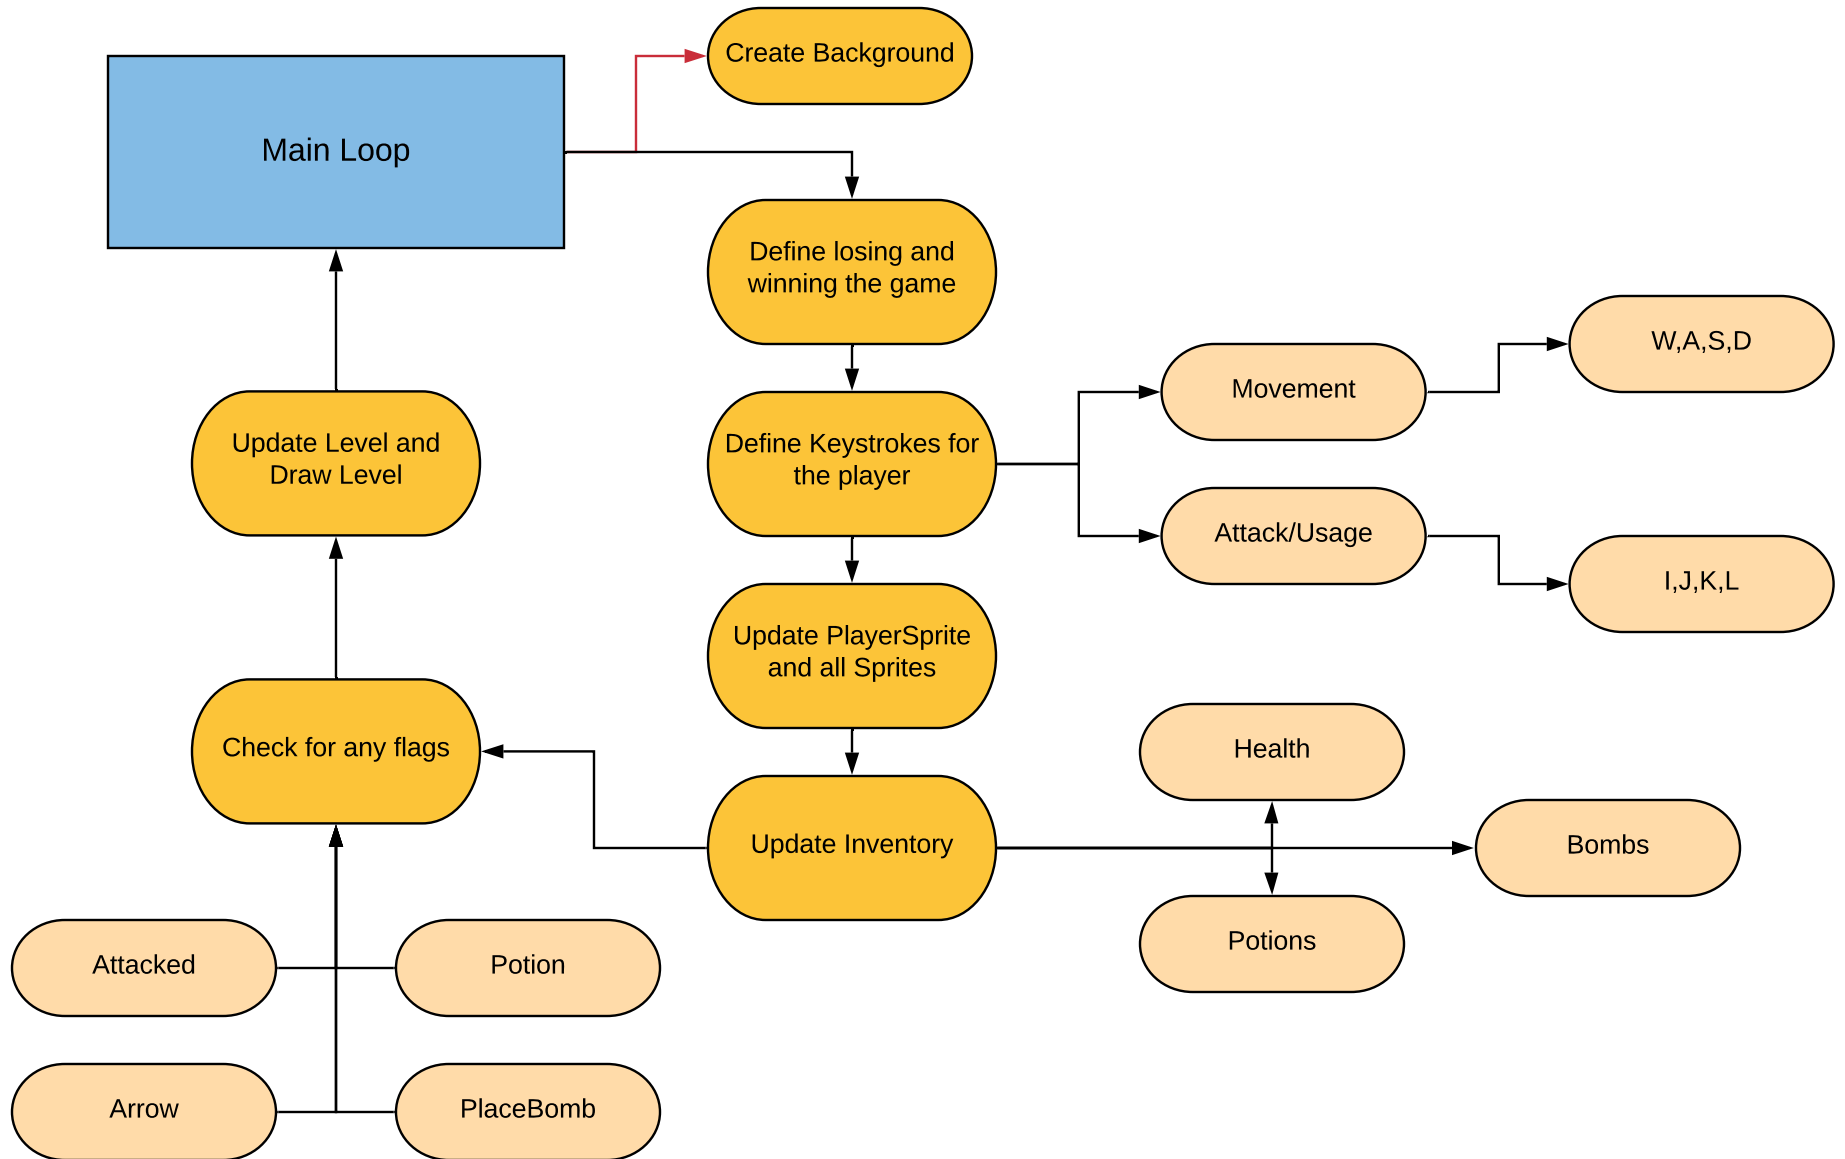 Create Background
Main Loop
Define losing and
winning the game
W,A,S,D
Movement
Update Level and
Draw Level
Define Keystrokes for
the player
Attack/Usage
I,J,K,L
Update PlayerSprite
and all Sprites
Check for any flags
Health
Update Inventory
Bombs
Potions
Attacked
Potion
Arrow
PlaceBomb